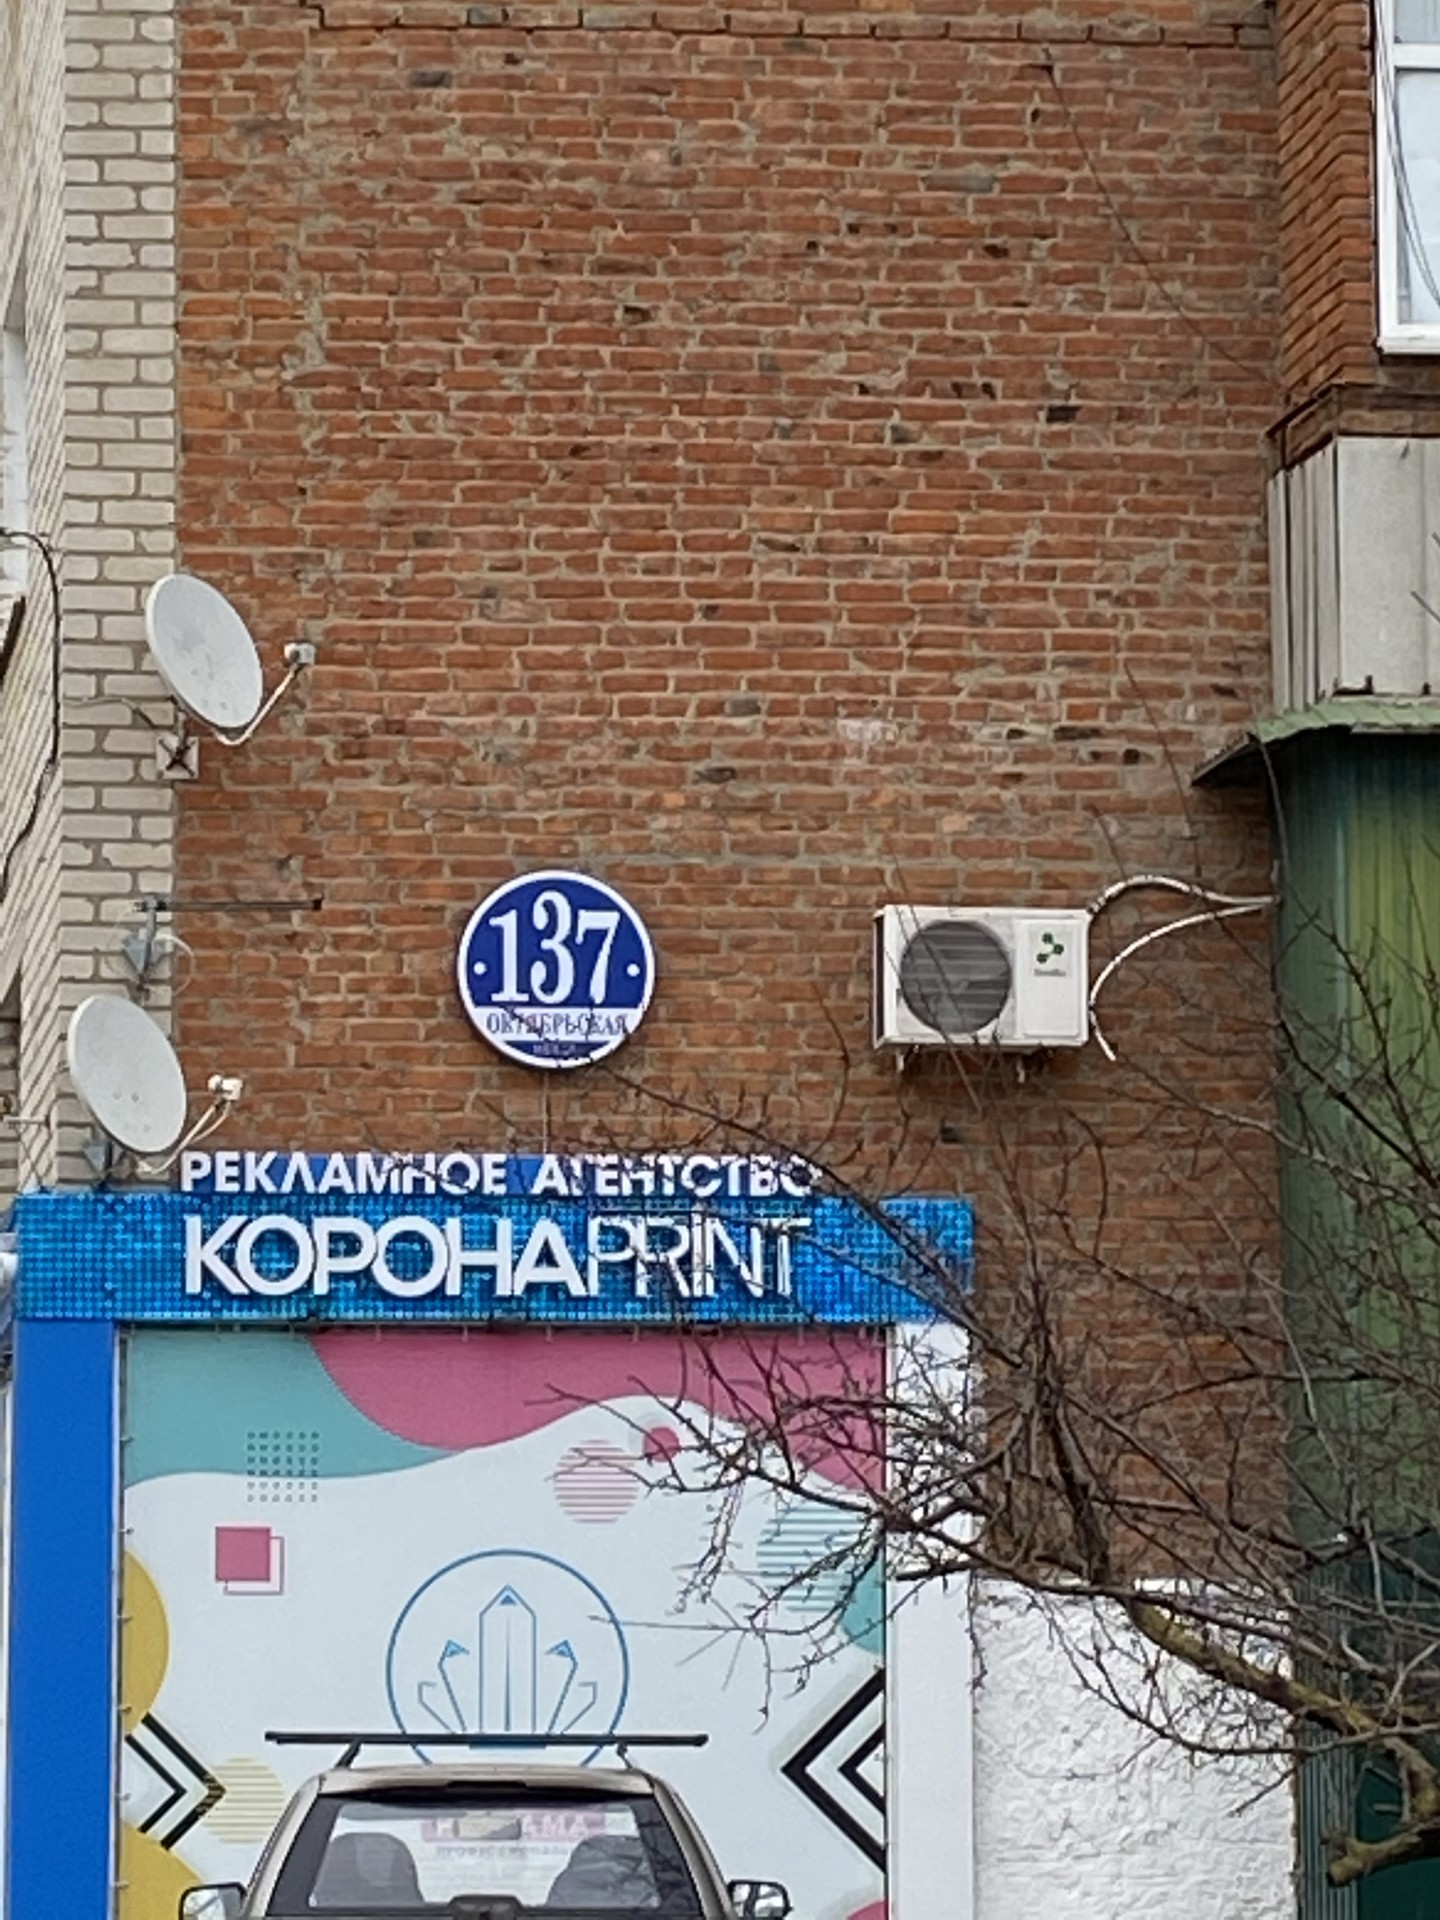 137
ОКТЯБРЬСКАЯ
РЕКЛАМНОЕ АГЕНТСТВО
КОРОНАPRINT